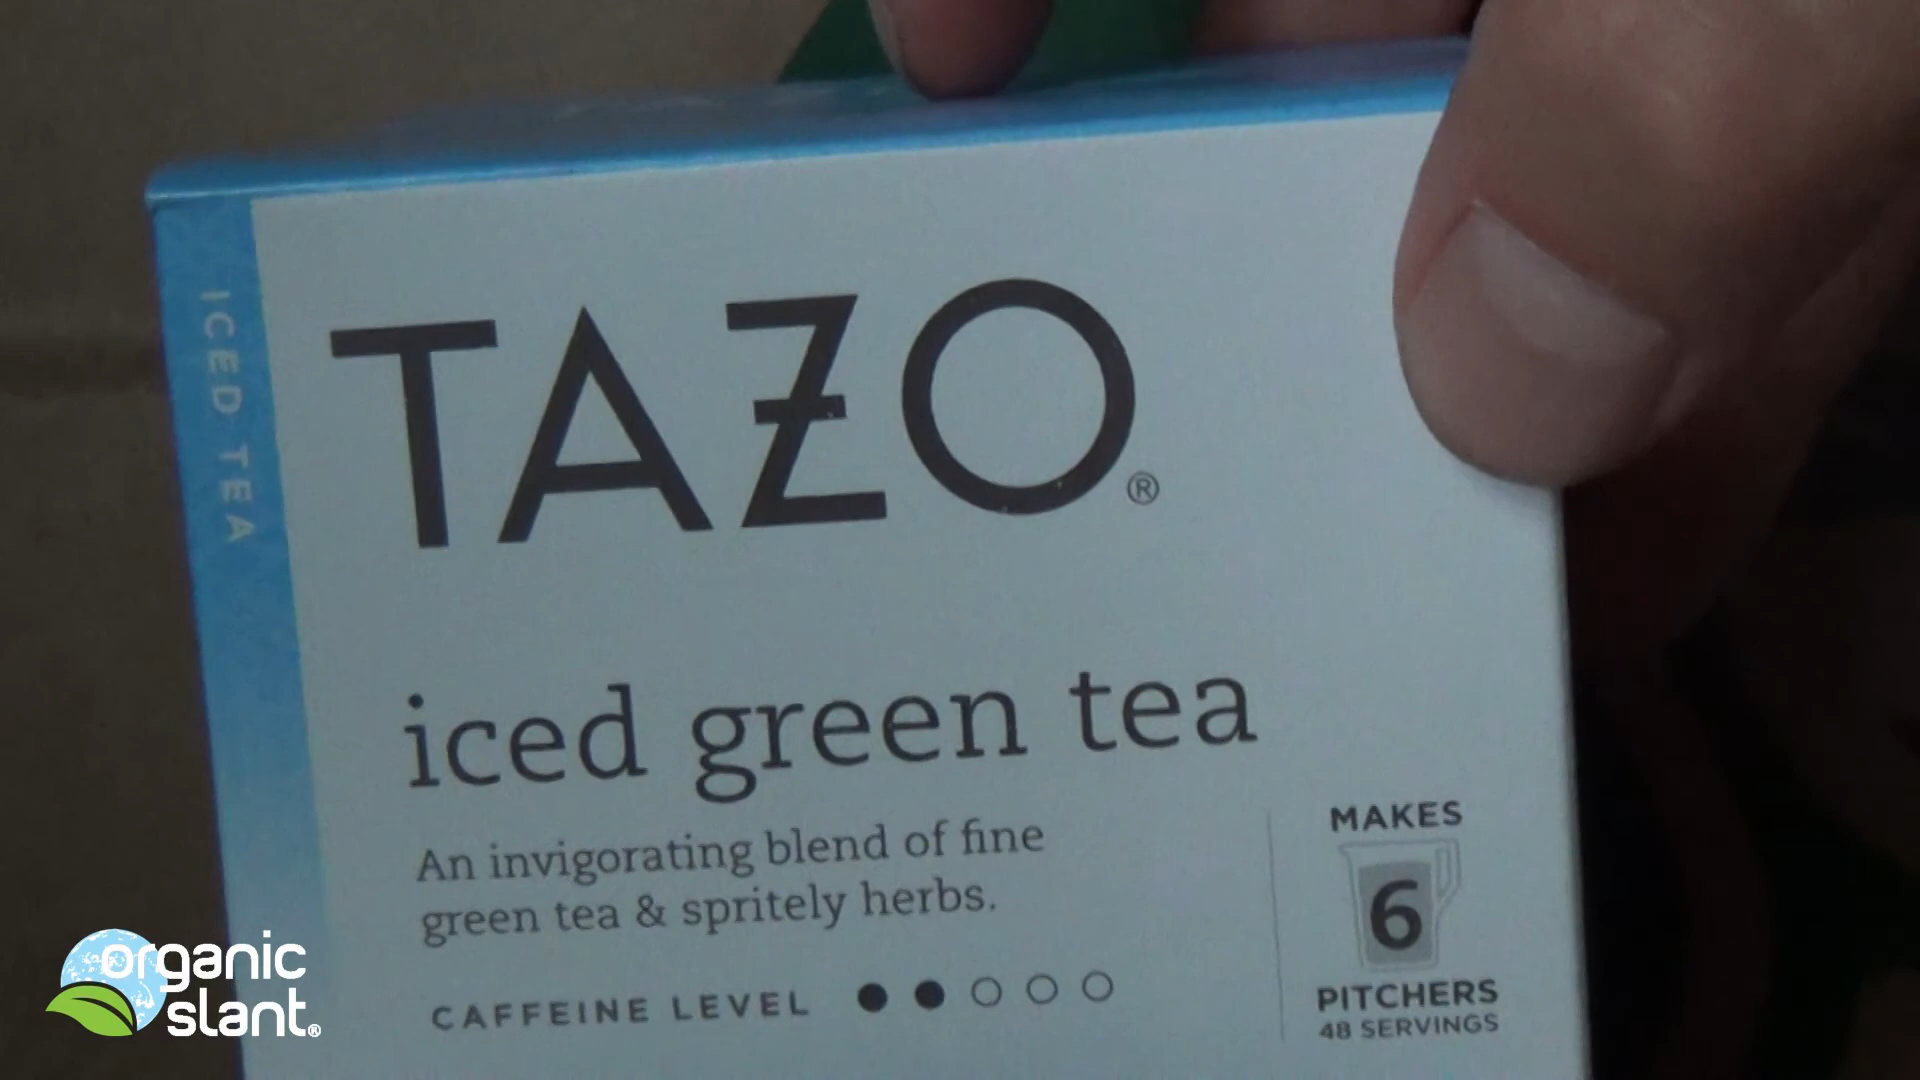 ICED TEA
TAZO®
iced green tea
An invigorating blend of fine
green tea & spritely herbs.
CAFFEINE LEVEL
MAKES
6
PITCHERS
48 SERVINGS
organic
slant®